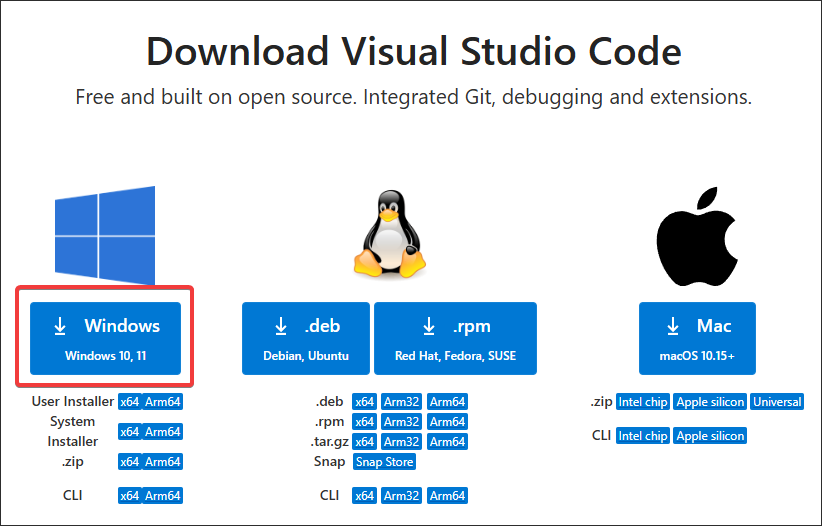 Download Visual Studio Code
Free and built on open source. Integrated Git, debugging and extensions.
Windows
Windows 10, 11
User Installer x64 Arm64
System Installer x64 Arm64
.zip x64 Arm64
CLI x64 Arm64
.deb
Debian, Ubuntu
.rpm
Red Hat, Fedora, SUSE
.deb x64 Arm32 Arm64
.rpm x64 Arm32 Arm64
.tar.gz x64 Arm32 Arm64
Snap Snap Store
CLI x64 Arm32 Arm64
Mac
macOS 10.15+
.zip Intel chip Apple silicon Universal
CLI Intel chip Apple silicon